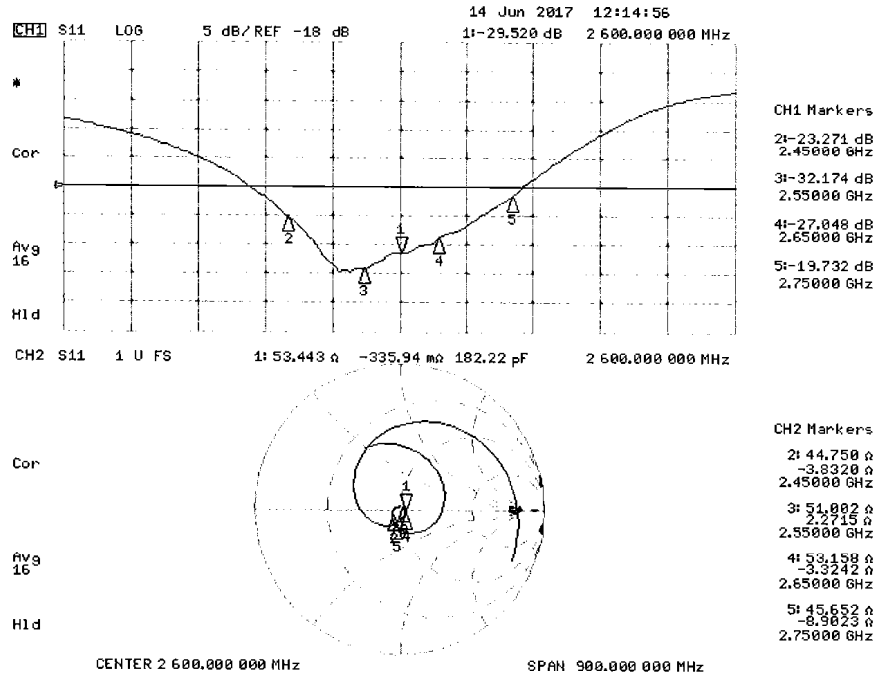 14 Jun 2017 12:14:56
CH1 S11 LOG 5 dB/REF -18 dB 1:-29.520 dB 2 600.000 000 MHz
*
CH1 Markers
2:-23.271 dB
2.45000 GHz
Cor
3:-32.174 dB
2.55000 GHz
1
2
3
4
5
4:-27.048 dB
2.65000 GHz
Avg
16
5:-19.732 dB
2.75000 GHz
Hld
CH2 S11 1 U FS 1: 53.443 Ω -335.94 mΩ 182.22 pF 2 600.000 000 MHz
CH2 Markers
2: 44.750 Ω
-3.8320 Ω
2.45000 GHz
Cor
1
3: 51.002 Ω
2.2715 Ω
2.55000 GHz
4
5
Avg
16
4: 53.158 Ω
-3.3242 Ω
2.65000 GHz
Hld
5: 45.652 Ω
-8.9023 Ω
2.75000 GHz
CENTER 2 600.000 000 MHz SPAN 900.000 000 MHz